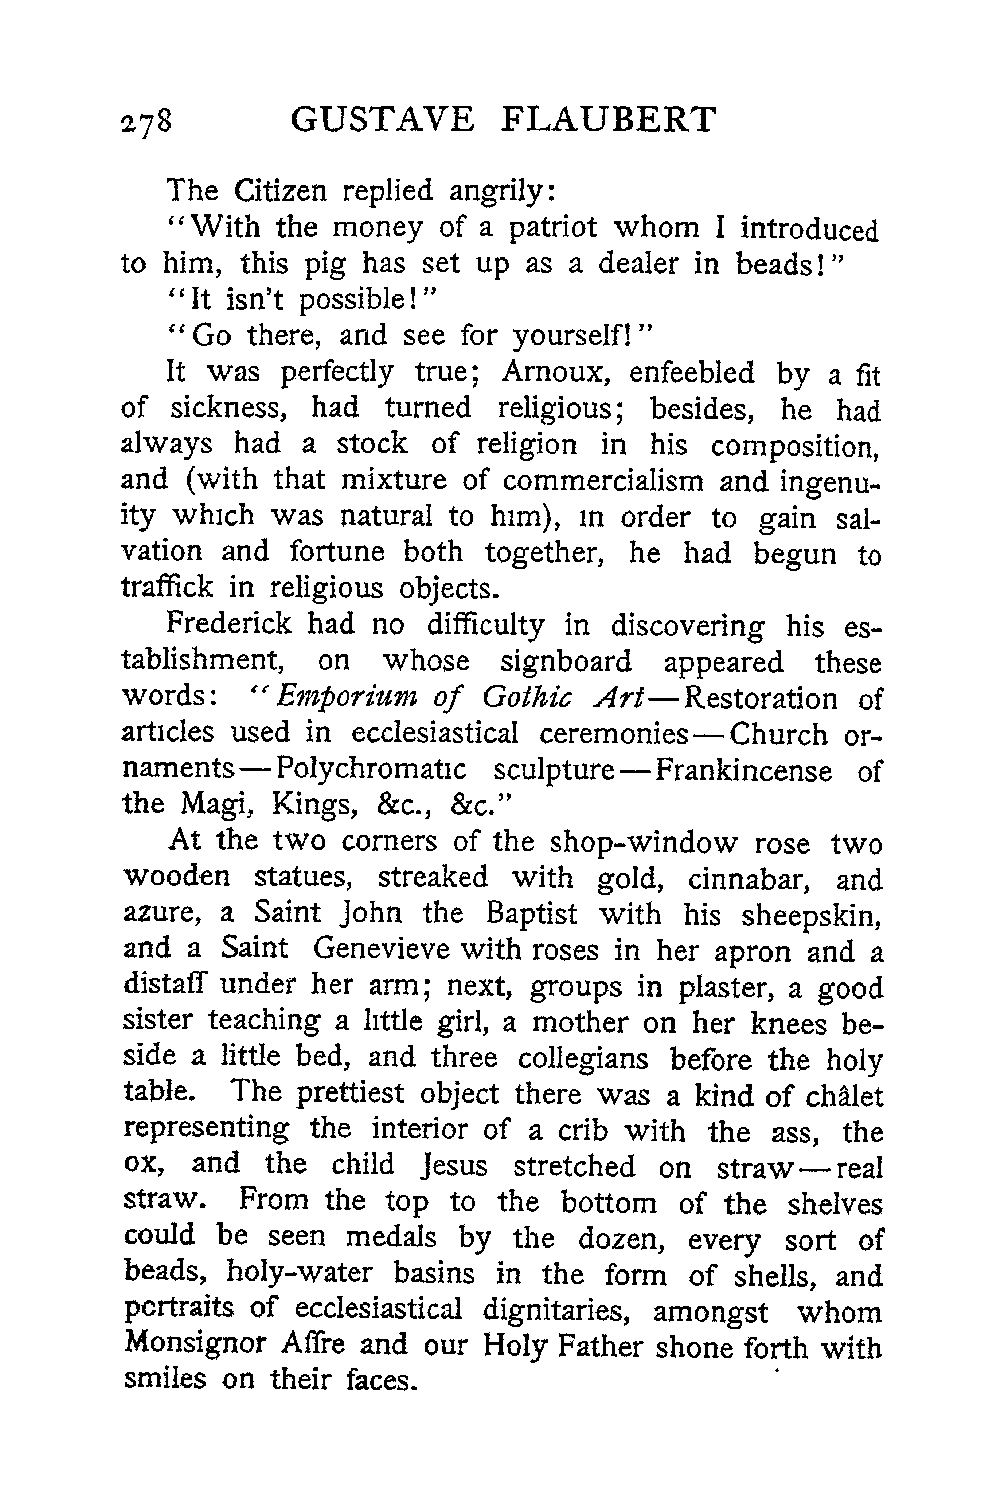 278 GUSTAVE FLAUBERT
The Citizen replied angrily:
“With the money of a patriot whom I introduced
to him, this pig has set up as a dealer in beads!”
“It isn't possible!”
“Go there, and see for yourself!”
It was perfectly true; Arnoux, enfeebled by a fit
of sickness, had turned religious; besides, he had
always had a stock of religion in his composition,
and (with that mixture of commercialism and ingenu-
ity which was natural to him), in order to gain sal-
vation and fortune both together, he had begun to
traffick in religious objects.
Frederick had no difficulty in discovering his es-
tablishment, on whose signboard appeared these
words: “Emporium of Gothic Art—Restoration of
articles used in ecclesiastical ceremonies—Church or-
naments—Polychromatic sculpture—Frankincense of
the Magi, Kings, &c., &c.”
At the two corners of the shop-window rose two
wooden statues, streaked with gold, cinnabar, and
azure, a Saint John the Baptist with his sheepskin,
and a Saint Genevieve with roses in her apron and a
distaff under her arm; next, groups in plaster, a good
sister teaching a little girl, a mother on her knees be-
side a little bed, and three collegians before the holy
table. The prettiest object there was a kind of châlet
representing the interior of a crib with the ass, the
ox, and the child Jesus stretched on straw—real
straw. From the top to the bottom of the shelves
could be seen medals by the dozen, every sort of
beads, holy-water basins in the form of shells, and
portraits of ecclesiastical dignitaries, amongst whom
Monsignor Affre and our Holy Father shone forth with
smiles on their faces.